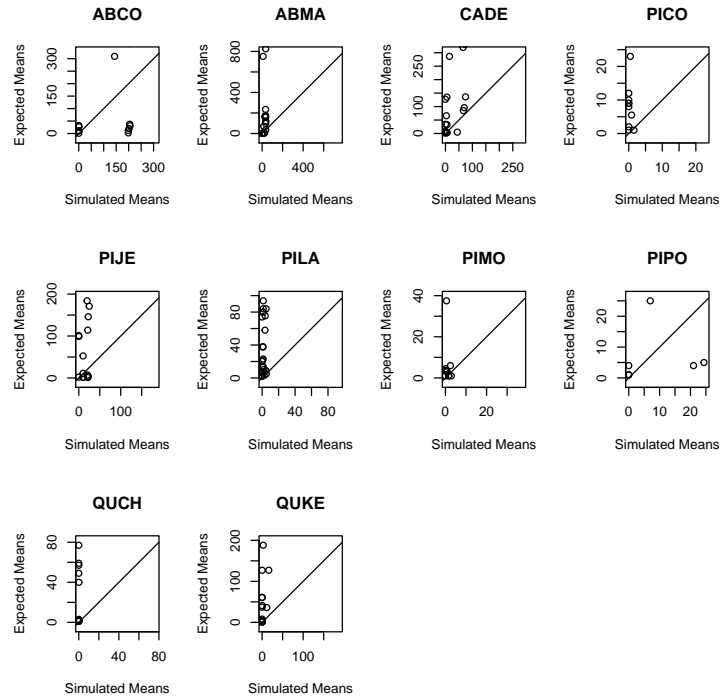 ABCO
Expected Means
0 150 300
0 150 300
Simulated Means
ABMA
Expected Means
0 400 800
0 400
Simulated Means
CADE
Expected Means
0 100 250
0 100 250
Simulated Means
PICO
Expected Means
0 10 20
0 10 20
Simulated Means
PIJE
Expected Means
0 100 200
0 100
Simulated Means
PILA
Expected Means
0 40 80
0 40 80
Simulated Means
PIMO
Expected Means
0 20 40
0 20
Simulated Means
PIPO
Expected Means
0 10 20
0 5 10 20
Simulated Means
QUCH
Expected Means
0 40 80
0 40 80
Simulated Means
QUKE
Expected Means
0 100 200
0 100
Simulated Means